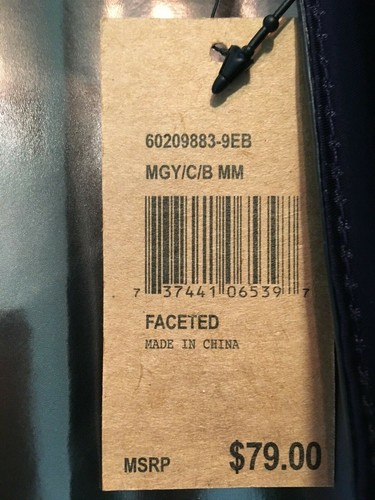 60209883-9EB
MGY/C/B MM
7 37441 06539 7
FACETED
MADE IN CHINA
MSRP $79.00